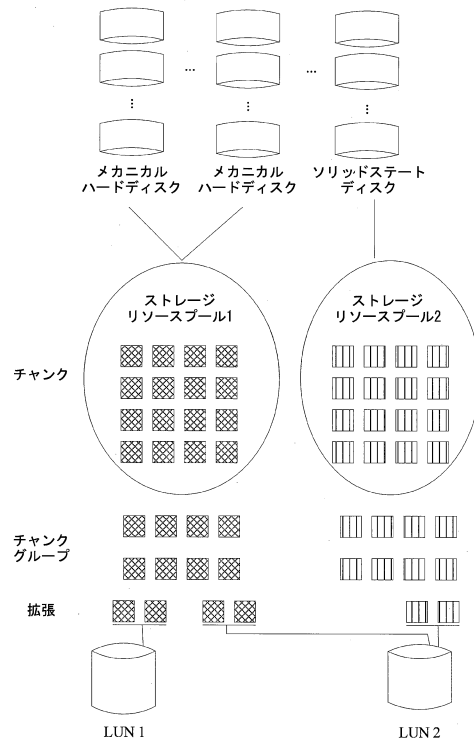 メカニカル
ハードディスク
メカニカル
ハードディスク
ソリッドステート
ディスク
ストレージ
リソースプール1
ストレージ
リソースプール2
チャンク
チャンク
グループ
拡張
LUN 1
LUN 2